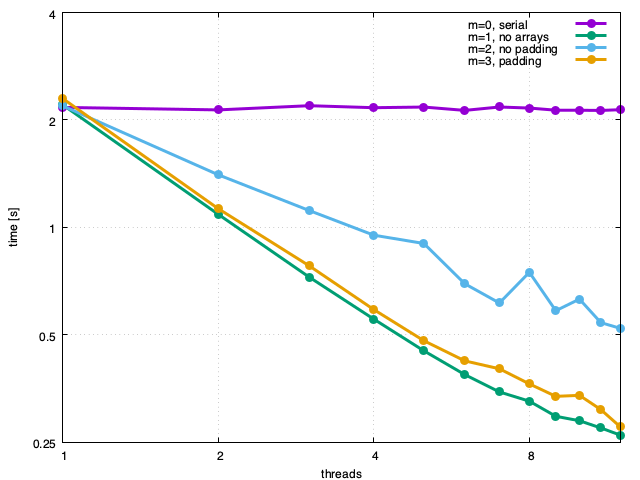 4
m=0, serial
m=1, no arrays
m=2, no padding
m=3, padding
2
time [s]
1
0.5
0.25
1 2 4 8
threads